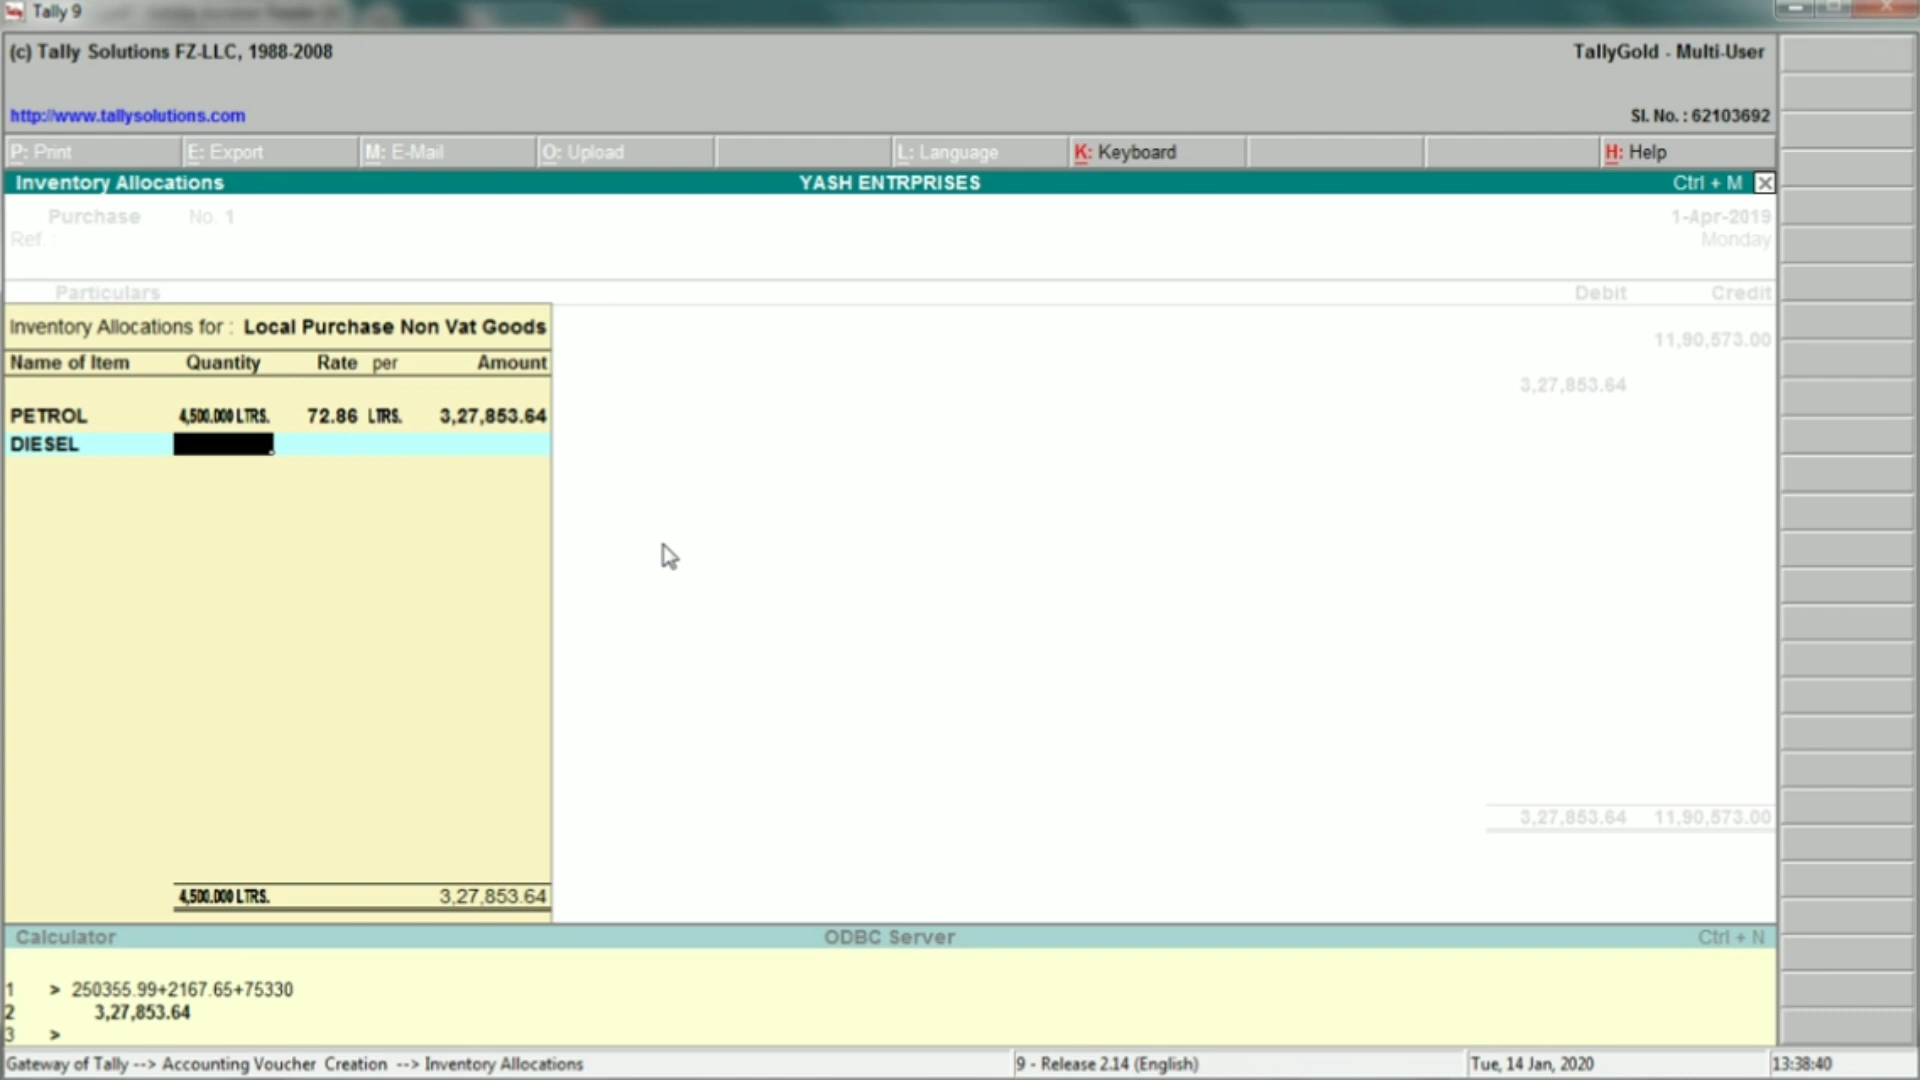 Tally 9
(c) Tally Solutions FZ-LLC, 1988-2008
TallyGold - Multi-User
http://www.tallysolutions.com
Sl. No. : 62103692
P: Print E: Export M: E-Mail O: Upload L: Language K: Keyboard H: Help
Inventory Allocations YASH ENTRPRISES Ctrl + M
Purchase No. 1 1-Apr-2019
Ref. : Monday
Particulars Debit Credit
Inventory Allocations for : Local Purchase Non Vat Goods
11,90,573.00
Name of Item Quantity Rate per Amount
3,27,853.64
PETROL 4,500.000 LTRS. 72.86 LTRS. 3,27,853.64
DIESEL
3,27,853.64 11,90,573.00
4,500.000 LTRS. 3,27,853.64
Calculator ODBC Server Ctrl + N
1 > 250355.99+2167.65+75330
2 3,27,853.64
3 >
Gateway of Tally --> Accounting Voucher Creation --> Inventory Allocations 9 - Release 2.14 (English) Tue, 14 Jan, 2020 13:38:40